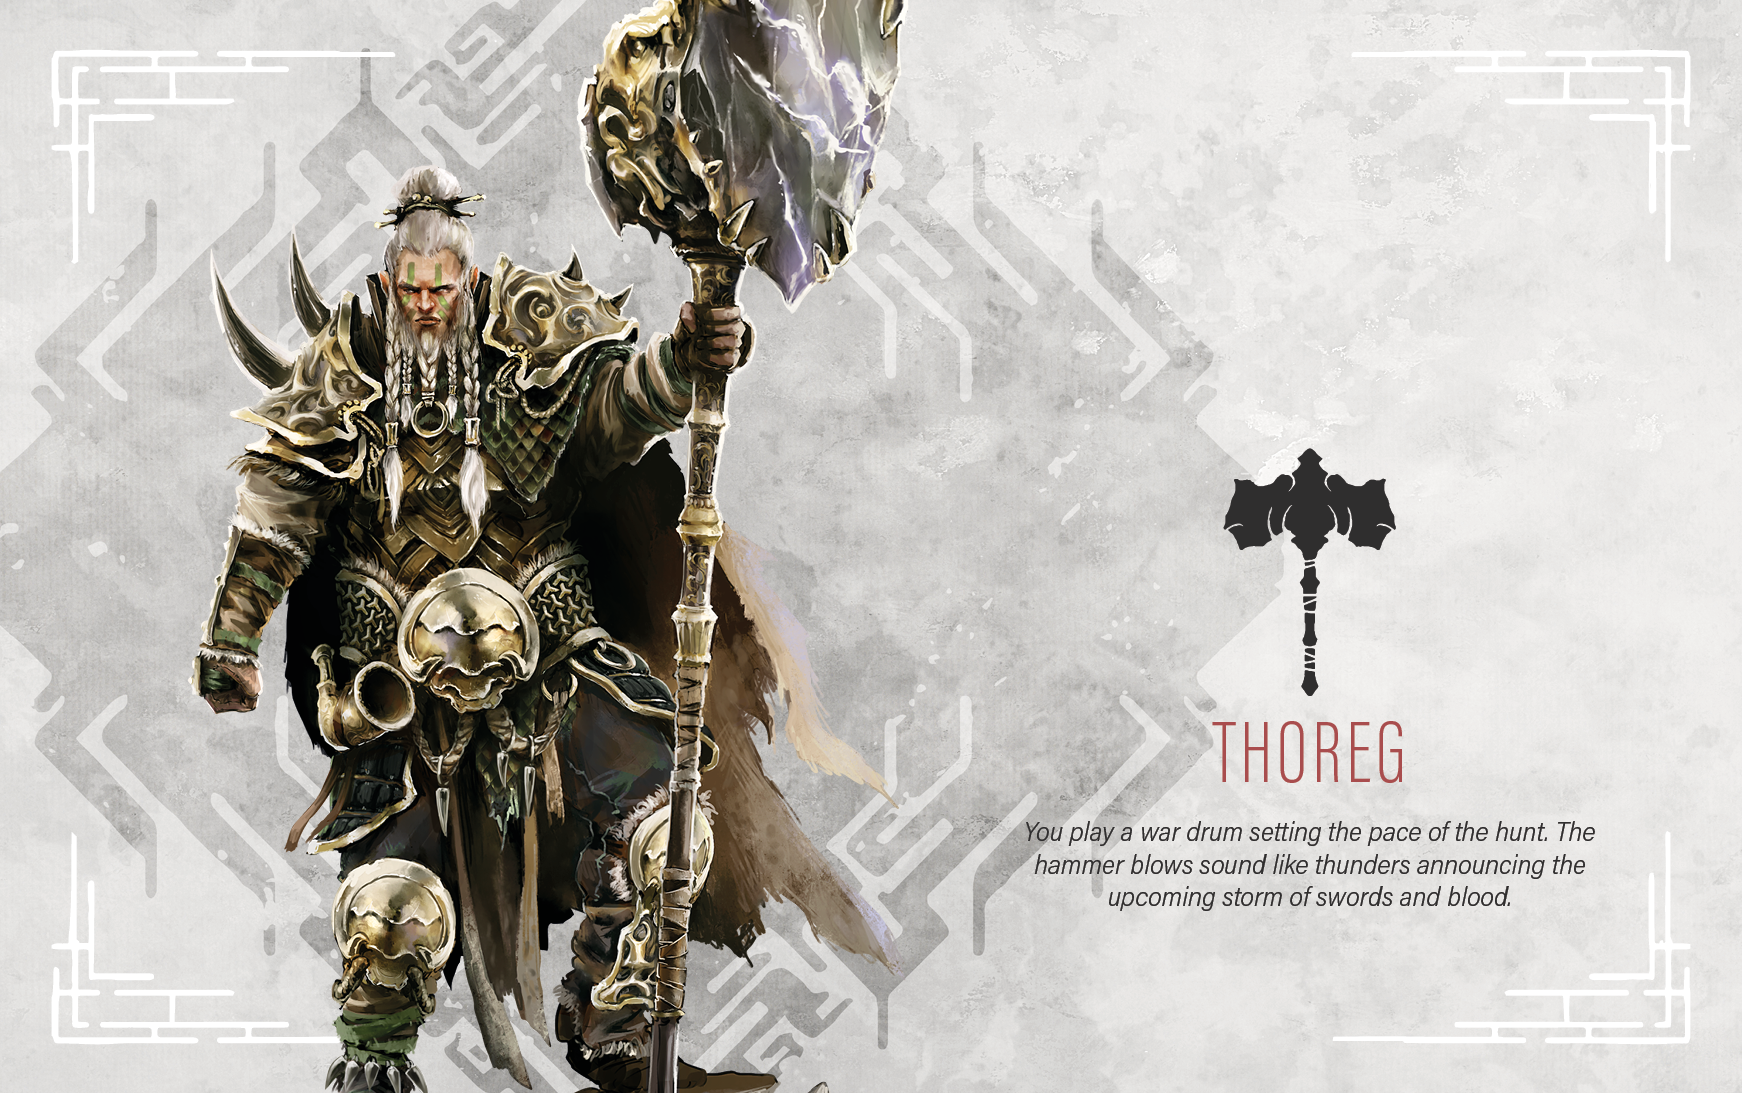 THOREG
You play a war drum setting the pace of the hunt. The
hammer blows sound like thunders announcing the
upcoming storm of swords and blood.